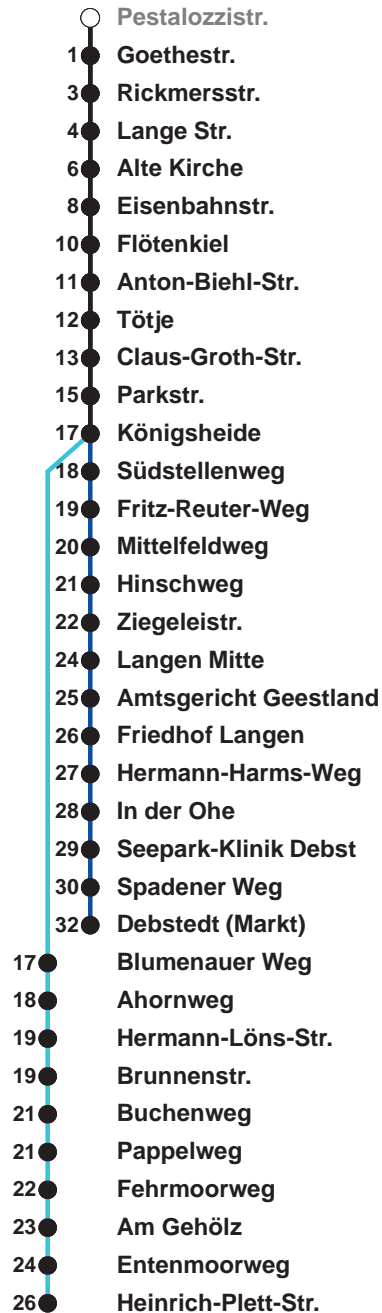 Pestalozzistr.
1 Goethestr.
3 Rickmersstr.
4 Lange Str.
6 Alte Kirche
8 Eisenbahnstr.
10 Flötenkiel
11 Anton-Biehl-Str.
12 Tötje
13 Claus-Groth-Str.
15 Parkstr.
17 Königsheide
18 Südstellenweg
19 Fritz-Reuter-Weg
20 Mittelfeldweg
21 Hinschweg
22 Ziegeleistr.
24 Langen Mitte
25 Amtsgericht Geestland
26 Friedhof Langen
27 Hermann-Harms-Weg
28 In der Ohe
29 Seepark-Klinik Debst
30 Spadener Weg
32 Debstedt (Markt)
17 Blumenauer Weg
18 Ahornweg
19 Hermann-Löns-Str.
19 Brunnenstr.
21 Buchenweg
21 Pappelweg
22 Fehrmoorweg
23 Am Gehölz
24 Entenmoorweg
26 Heinrich-Plett-Str.